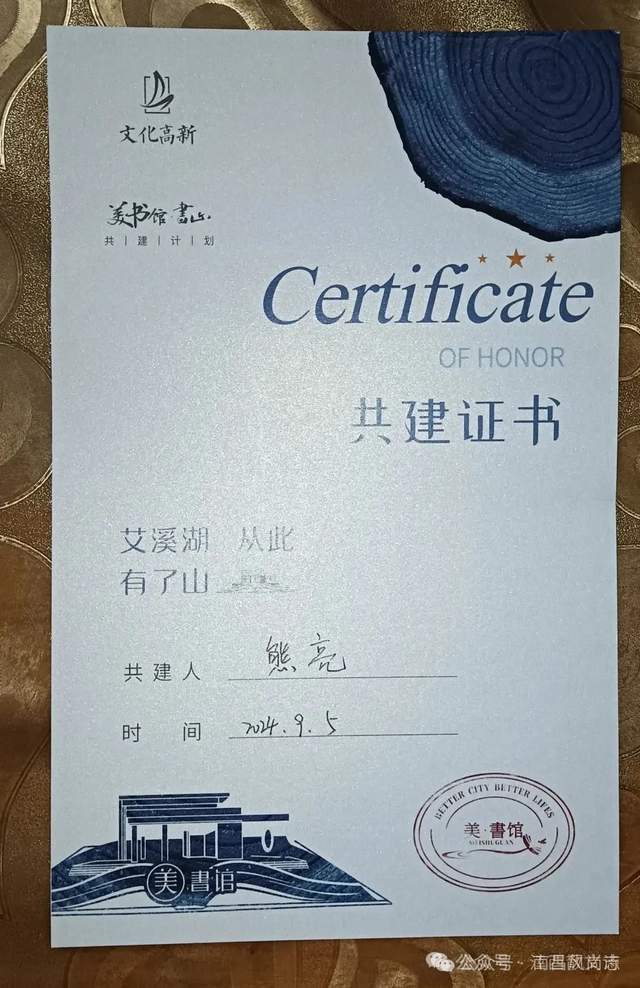 文化高新
美书馆·書山
共|建|计|划
Certificate
OF HONOR
共建证书
艾溪湖 从此
有了山
共建人 熊亮
时间 2024.9.5
美·書馆
BETTER CITY BETTER LIFES
美·書馆
MEISHUGUAN
公众号·湳昌飘尚志